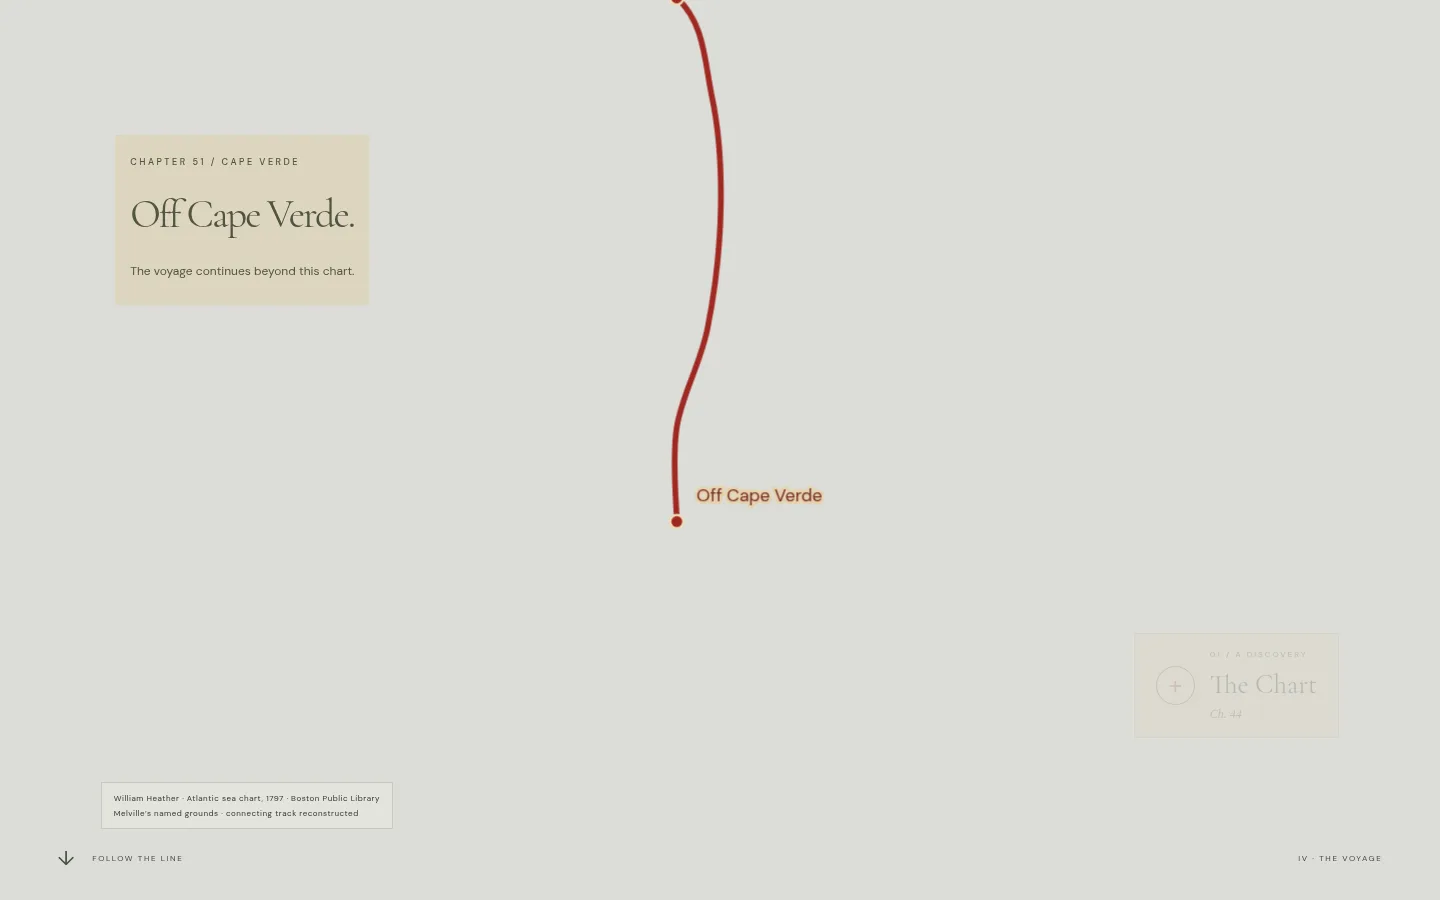 CHAPTER 51 / CAPE VERDE
Off Cape Verde.
The voyage continues beyond this chart.
Off Cape Verde
01 / A DISCOVERY
The Chart
Ch. 44
William Heather · Atlantic sea chart, 1797 · Boston Public Library
Melville's named grounds · connecting track reconstructed
FOLLOW THE LINE
IV · THE VOYAGE